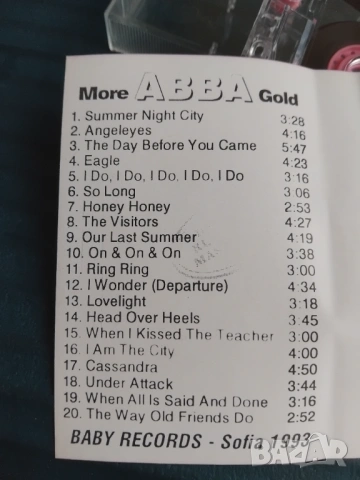 More ABBA Gold
1. Summer Night City 3:28
2. Angeleyes 4:16
3. The Day Before You Came 5:47
4. Eagle 4:23
5. I Do, I Do, I Do, I Do, I Do 3:16
6. So Long 3:06
7. Honey Honey 2:53
8. The Visitors 4:27
9. Our Last Summer 4:19
10. On & On & On 3:38
11. Ring Ring 3:00
12. I Wonder (Departure) 4:34
13. Lovelight 3:18
14. Head Over Heels 3:45
15. When I Kissed The Teacher 3:00
16. I Am The City 4:00
17. Cassandra 4:50
18. Under Attack 3:44
19. When All Is Said And Done 3:16
20. The Way Old Friends Do 2:52
BABY RECORDS - Sofia 1993
BAZAR